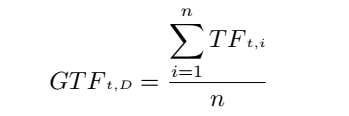 $$GTF_{t,D} = \frac{\sum_{i=1}^{n} TF_{t,i}}{n}$$